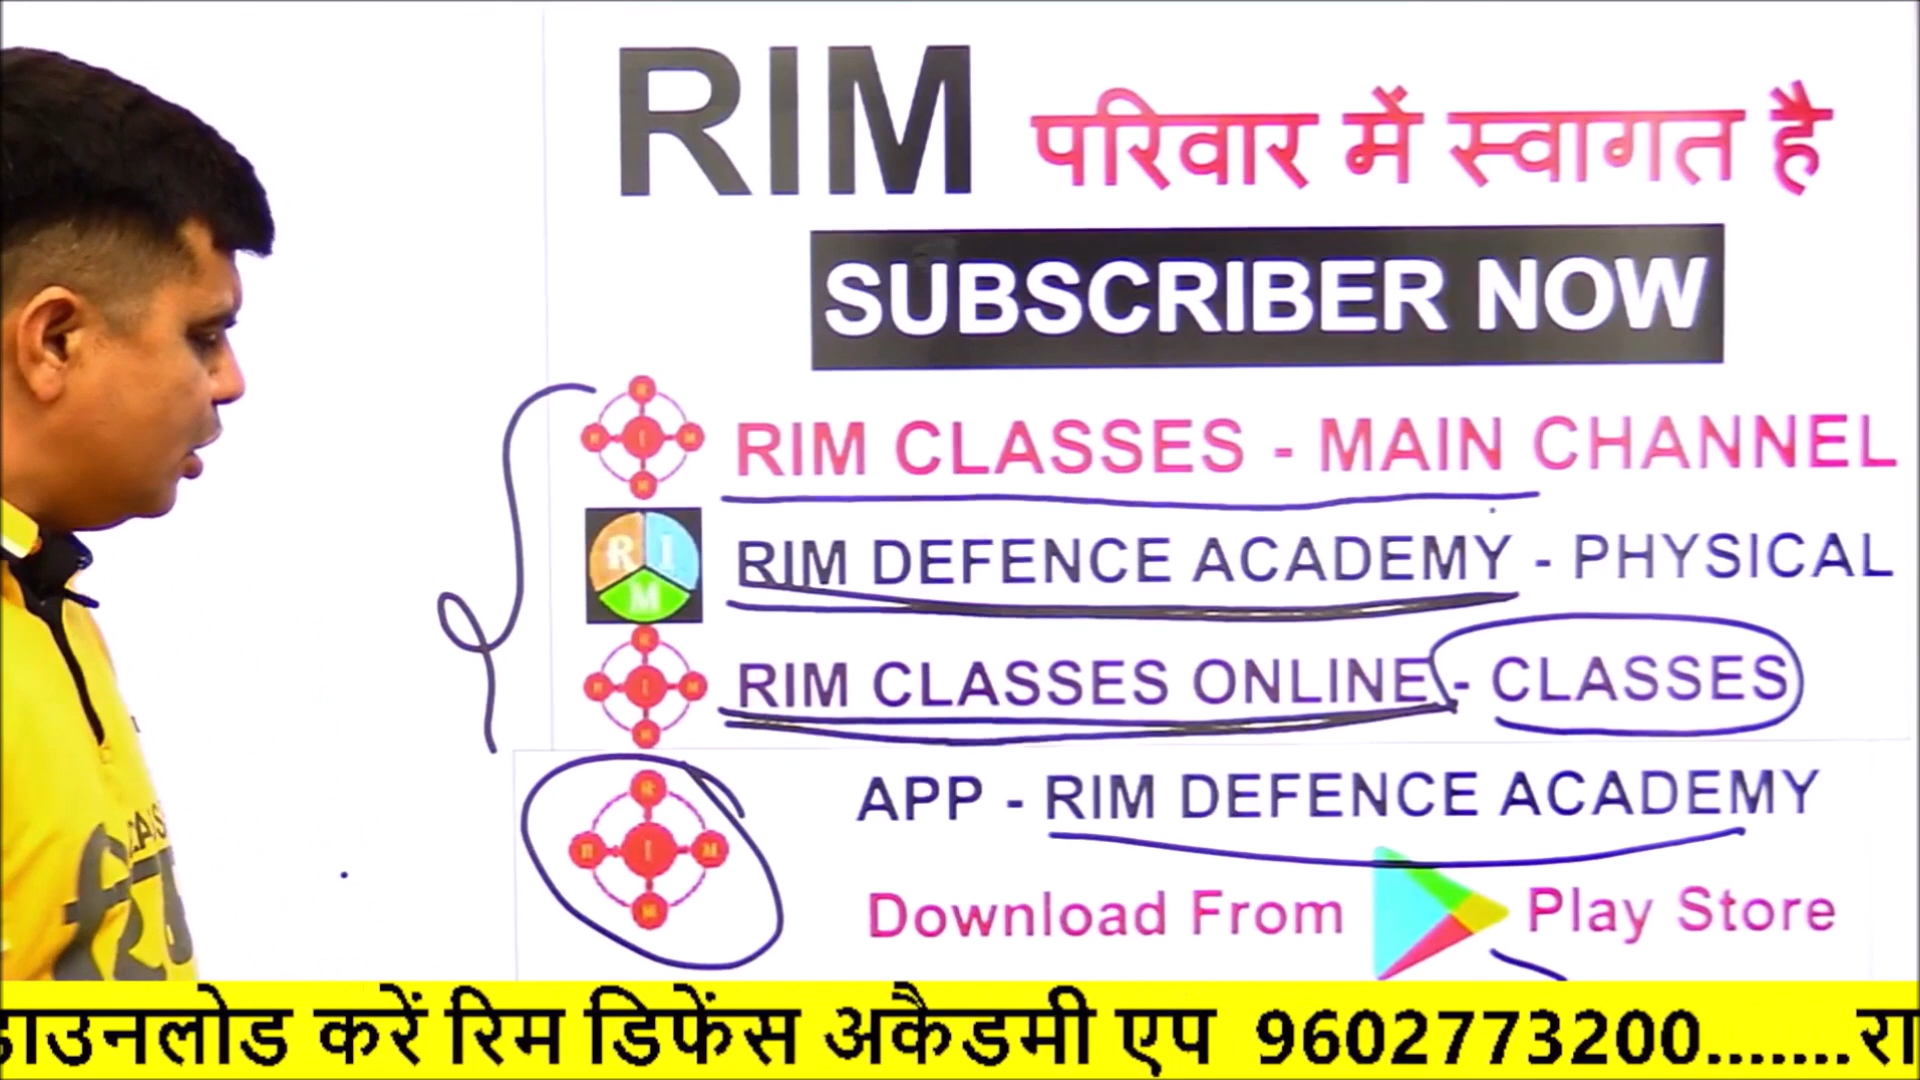 RIM परिवार में स्वागत है
SUBSCRIBER NOW
RIM CLASSES - MAIN CHANNEL
RIM DEFENCE ACADEMY - PHYSICAL
RIM CLASSES ONLINE - CLASSES
APP - RIM DEFENCE ACADEMY
Download From Play Store
डाउनलोड करें रिम डिफेंस अकैडमी एप 9602773200.......रा